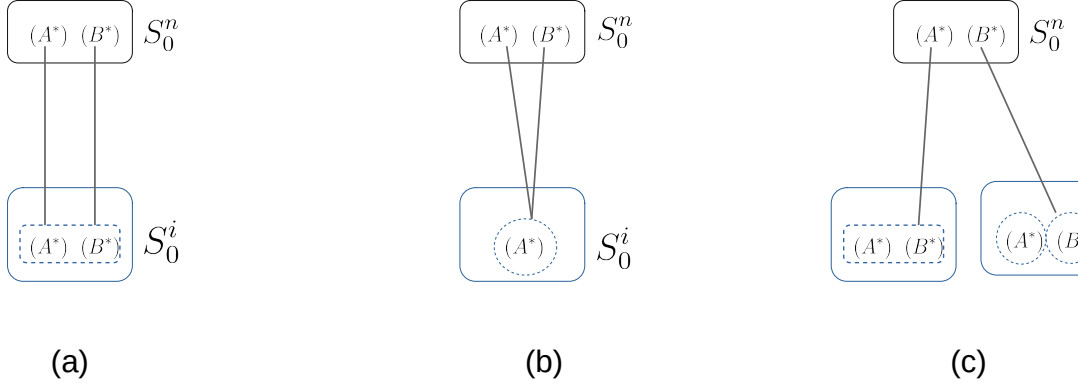 (A*) (B*) S_0^n
(A*) (B*) S_0^i
(a)
(A*) (B*) S_0^n
(A*) S_0^i
(b)
(A*) (B*) S_0^n
(A*) (B*)
(A*) (B
(c)